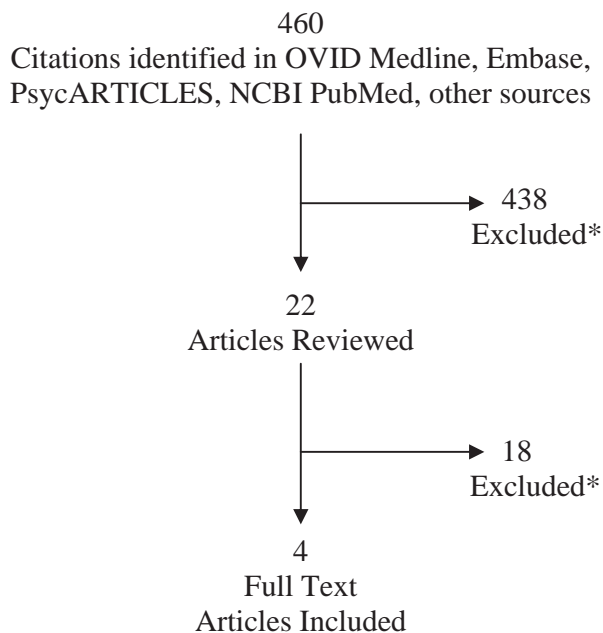 460
Citations identified in OVID Medline, Embase,
PsycARTICLES, NCBI PubMed, other sources
438
Excluded*
22
Articles Reviewed
18
Excluded*
4
Full Text
Articles Included